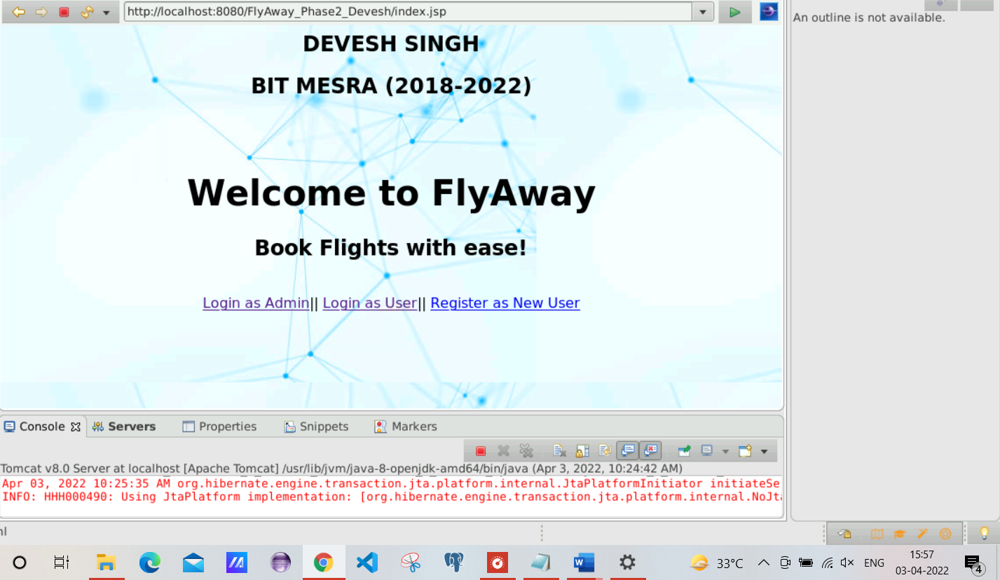 http://localhost:8080/FlyAway_Phase2_Devesh/index.jsp
An outline is not available.
DEVESH SINGH
BIT MESRA (2018-2022)
Welcome to FlyAway
Book Flights with ease!
Login as Admin|| Login as User|| Register as New User
Console Servers Properties Snippets Markers
Tomcat v8.0 Server at localhost [Apache Tomcat] /usr/lib/jvm/java-8-openjdk-amd64/bin/java (Apr 3, 2022, 10:24:42 AM)
Apr 03, 2022 10:25:35 AM org.hibernate.engine.transaction.jta.platform.internal.JtaPlatformInitiator initiateSe
INFO: HHH000490: Using JtaPlatform implementation: [org.hibernate.engine.transaction.jta.platform.internal.NoJta
33°C ENG 15:57
03-04-2022
4